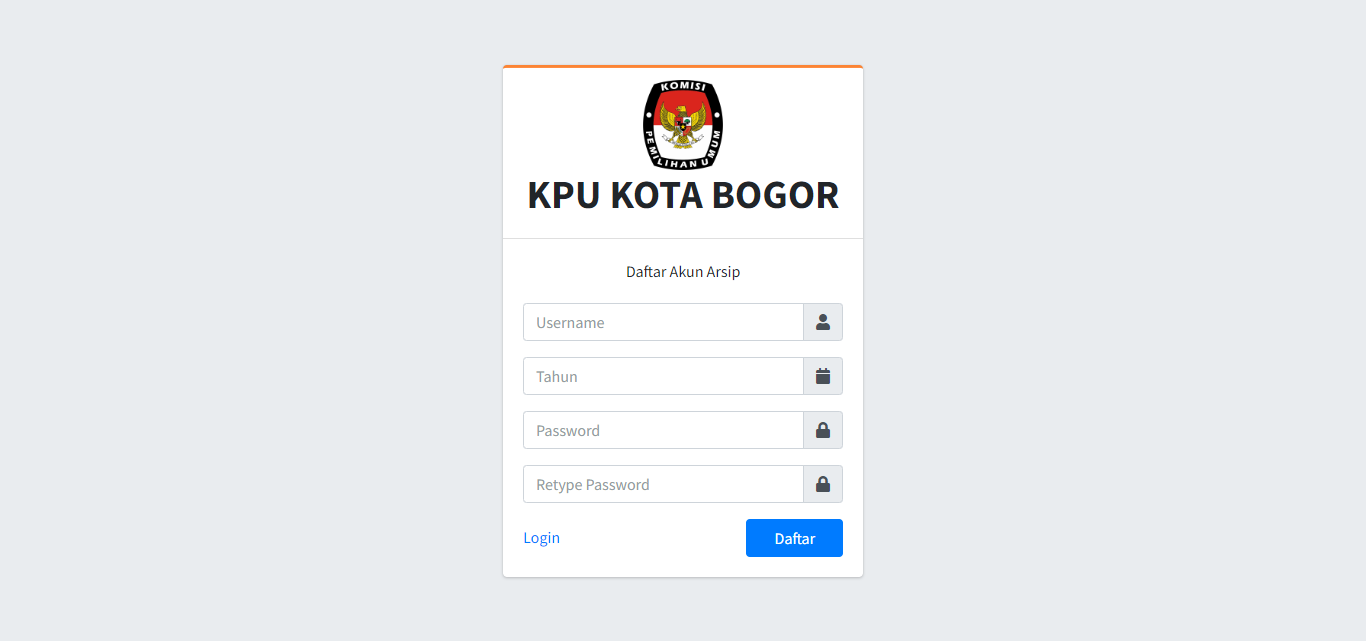 KOMISI
PEMILIHAN UMUM
KPU KOTA BOGOR
Daftar Akun Arsip
Username
Tahun
Password
Retype Password
Login
Daftar